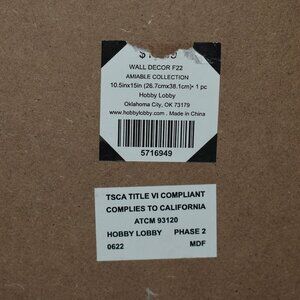 WALL DECOR F22
AMIABLE COLLECTION
10.5inx15in (26.7cmx38.1cm)• 1 pc
Hobby Lobby
Oklahoma City, OK 73179
www.hobbylobby.com . Made in China
5716949
TSCA TITLE VI COMPLIANT
COMPLIES TO CALIFORNIA
ATCM 93120
HOBBY LOBBY PHASE 2
0622 MDF